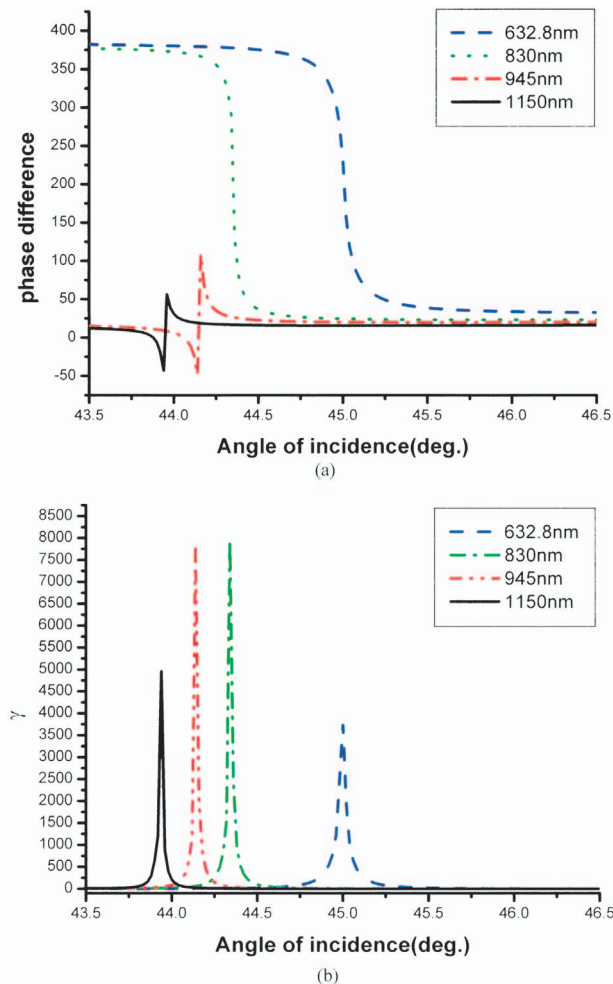 632.8nm
830nm
945nm
1150nm
400
350
300
250
200
150
100
50
0
-50
phase difference
43.5 44.0 44.5 45.0 45.5 46.0 46.5
Angle of incidence(deg.)
(a)
632.8nm
830nm
945nm
1150nm
8500
8000
7500
7000
6500
6000
5500
5000
4500
4000
3500
3000
2500
2000
1500
1000
500
0
γ
43.5 44.0 44.5 45.0 45.5 46.0 46.5
Angle of incidence(deg.)
(b)